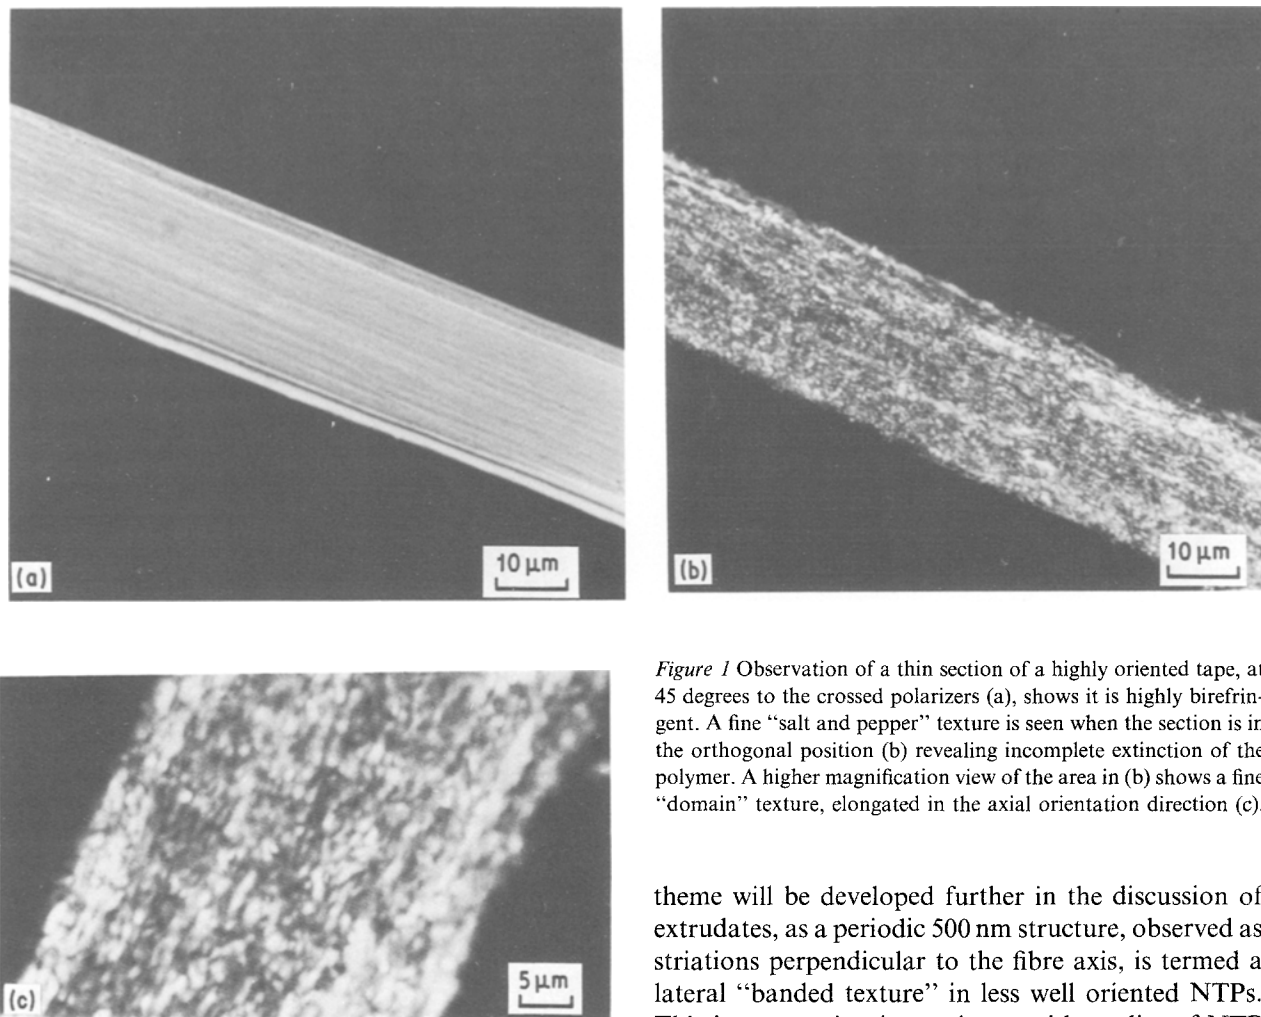 (a)
10 µm
(b)
10 µm
Figure 1 Observation of a thin section of a highly oriented tape, at
45 degrees to the crossed polarizers (a), shows it is highly birefrin-
gent. A fine “salt and pepper” texture is seen when the section is in
the orthogonal position (b) revealing incomplete extinction of the
polymer. A higher magnification view of the area in (b) shows a fine
“domain” texture, elongated in the axial orientation direction (c).
(c)
5 µm
theme will be developed further in the discussion of
extrudates, as a periodic 500 nm structure, observed as
striations perpendicular to the fibre axis, is termed a
lateral “banded texture” in less well oriented NTPs.